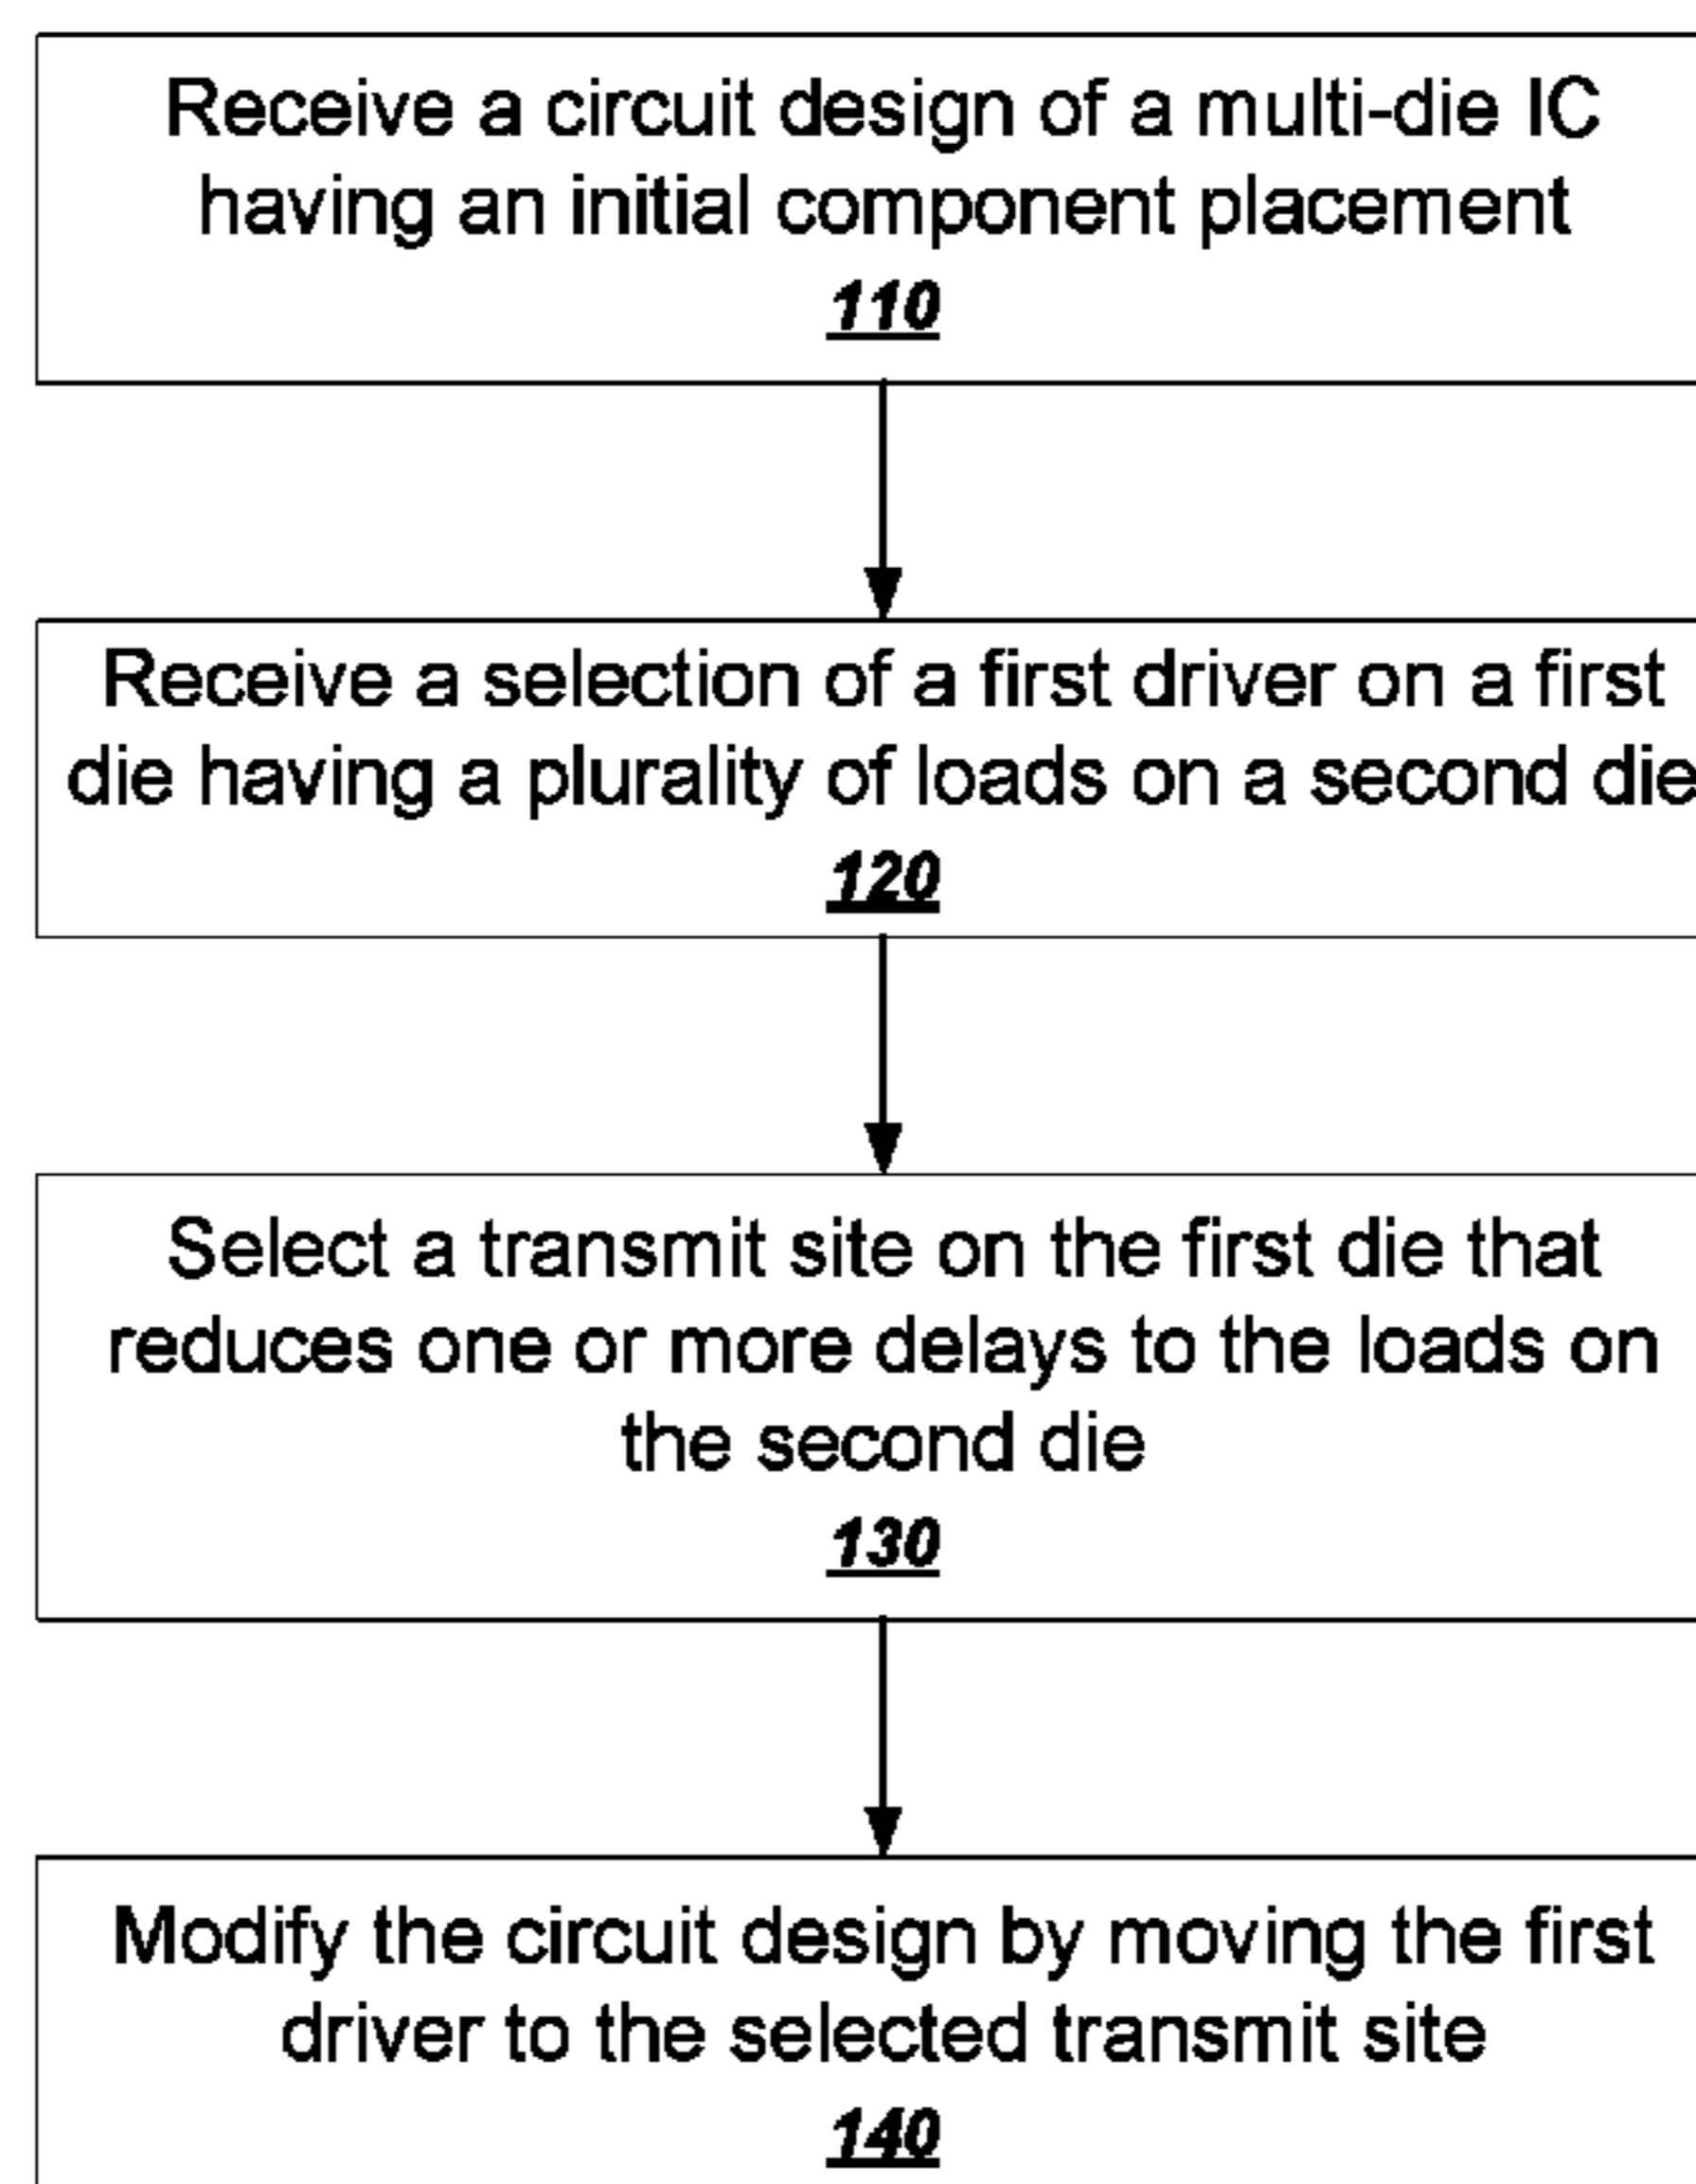 Receive a circuit design of a multi-die IC
having an initial component placement
110
Receive a selection of a first driver on a first
die having a plurality of loads on a second die
120
Select a transmit site on the first die that
reduces one or more delays to the loads on
the second die
130
Modify the circuit design by moving the first
driver to the selected transmit site
140